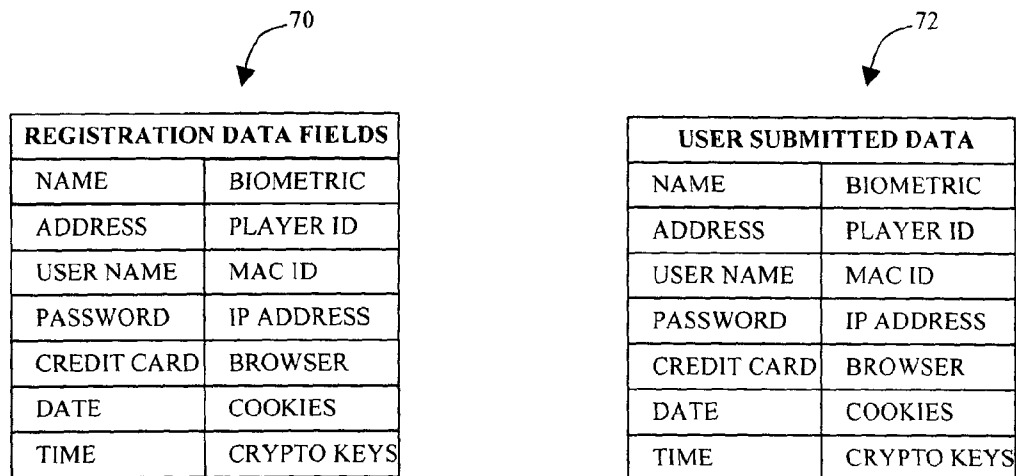 70
REGISTRATION DATA FIELDS
NAME BIOMETRIC
ADDRESS PLAYER ID
USER NAME MAC ID
PASSWORD IP ADDRESS
CREDIT CARD BROWSER
DATE COOKIES
TIME CRYPTO KEYS
72
USER SUBMITTED DATA
NAME BIOMETRIC
ADDRESS PLAYER ID
USER NAME MAC ID
PASSWORD IP ADDRESS
CREDIT CARD BROWSER
DATE COOKIES
TIME CRYPTO KEYS